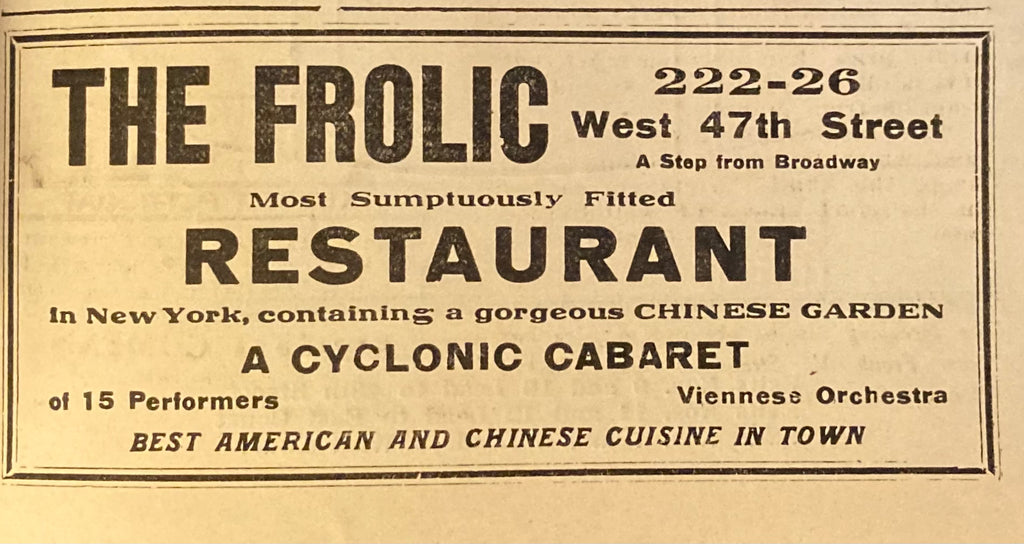 THE FROLIC
222-26
West 47th Street
A Step from Broadway
Most Sumptuously Fitted
RESTAURANT
In New York, containing a gorgeous CHINESE GARDEN
A CYCLONIC CABARET
of 15 Performers
Viennese Orchestra
BEST AMERICAN AND CHINESE CUISINE IN TOWN